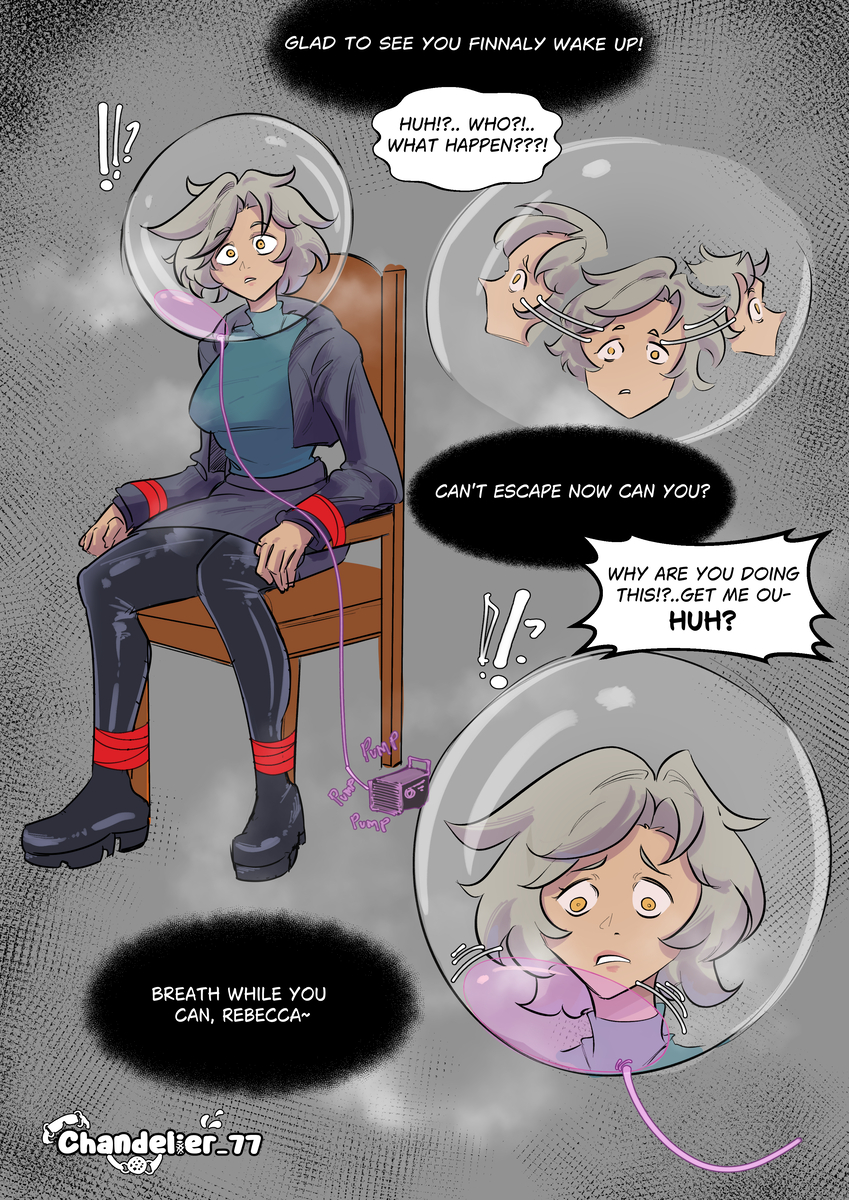 GLAD TO SEE YOU FINNALY WAKE UP!
HUH!?.. WHO?!..
WHAT HAPPEN???!
!!?
CAN'T ESCAPE NOW CAN YOU?
WHY ARE YOU DOING
THIS!?..GET ME OU-
HUH?
!!?
PUMP
PUMP
PUMP
BREATH WHILE YOU
CAN, REBECCA~
Chandelier_77